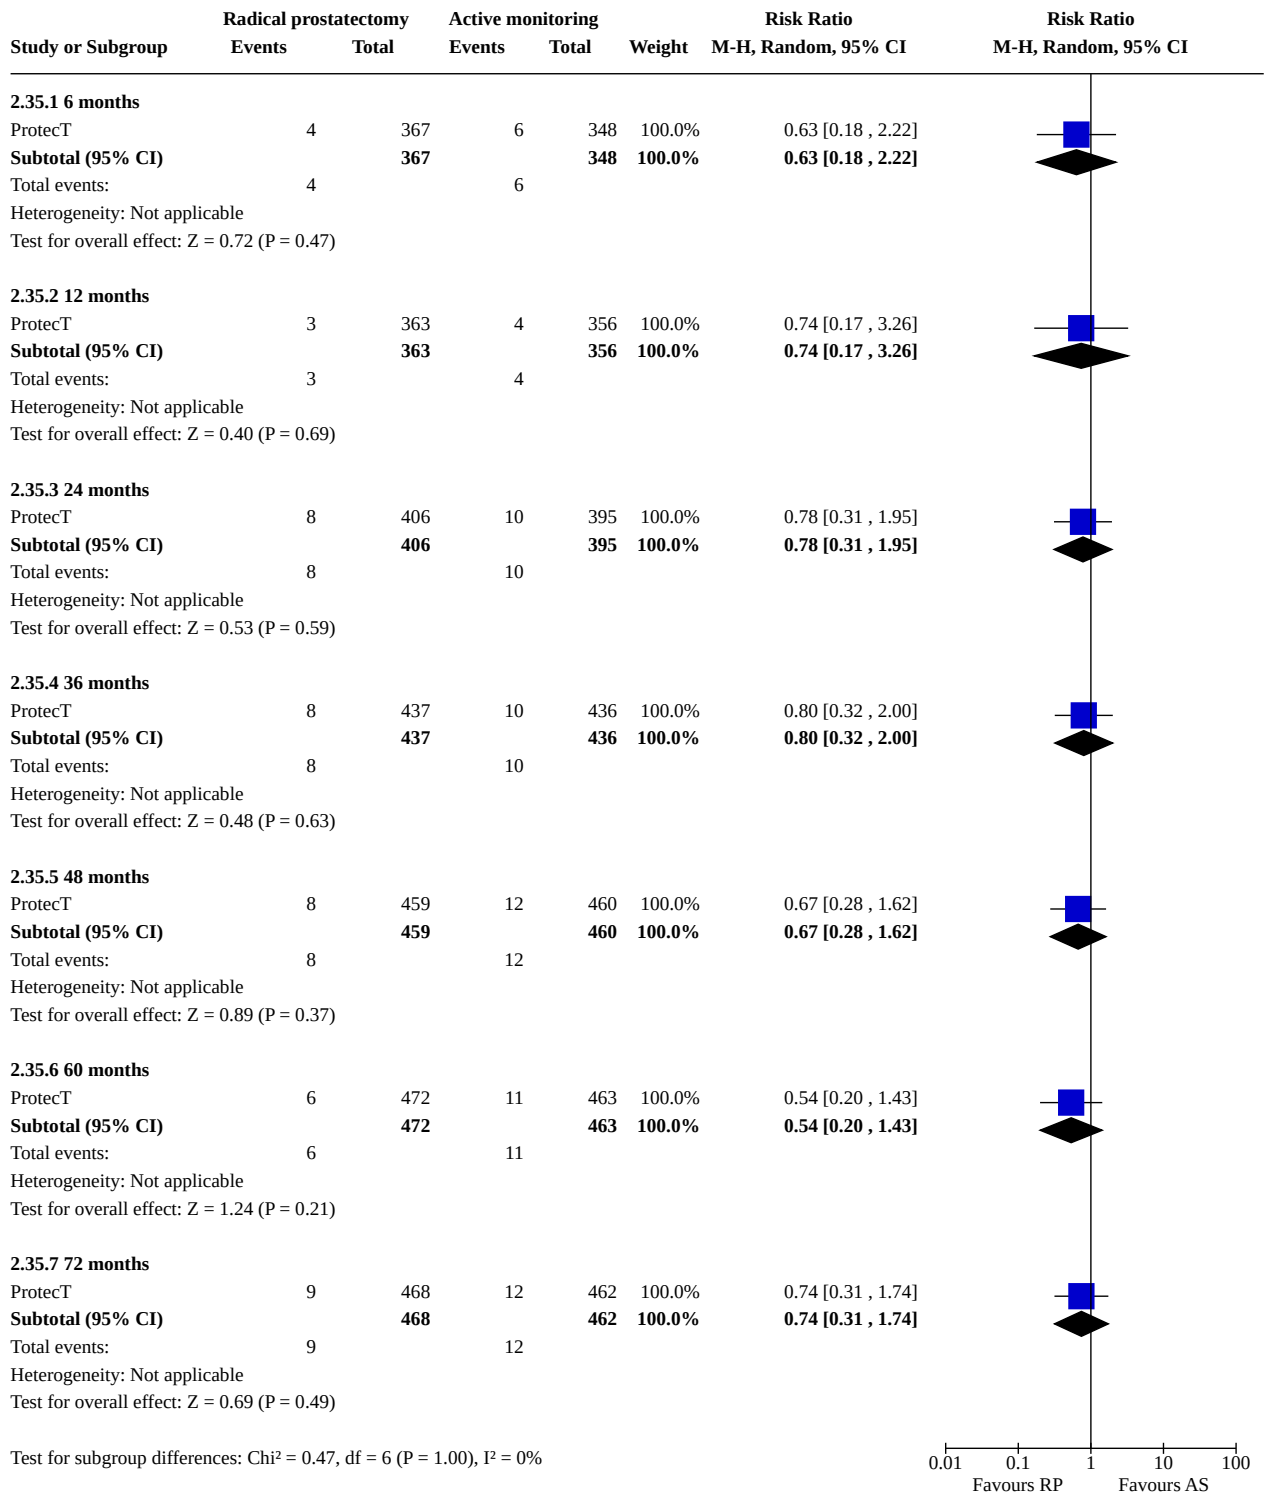 Radical prostatectomy Active monitoring Risk Ratio Risk Ratio
Study or Subgroup Events Total Events Total Weight M-H, Random, 95% CI M-H, Random, 95% CI
2.35.1 6 months
ProtecT 4 367 6 348 100.0% 0.63 [0.18 , 2.22]
Subtotal (95% CI) 367 348 100.0% 0.63 [0.18 , 2.22]
Total events: 4 6
Heterogeneity: Not applicable
Test for overall effect: Z = 0.72 (P = 0.47)
2.35.2 12 months
ProtecT 3 363 4 356 100.0% 0.74 [0.17 , 3.26]
Subtotal (95% CI) 363 356 100.0% 0.74 [0.17 , 3.26]
Total events: 3 4
Heterogeneity: Not applicable
Test for overall effect: Z = 0.40 (P = 0.69)
2.35.3 24 months
ProtecT 8 406 10 395 100.0% 0.78 [0.31 , 1.95]
Subtotal (95% CI) 406 395 100.0% 0.78 [0.31 , 1.95]
Total events: 8 10
Heterogeneity: Not applicable
Test for overall effect: Z = 0.53 (P = 0.59)
2.35.4 36 months
ProtecT 8 437 10 436 100.0% 0.80 [0.32 , 2.00]
Subtotal (95% CI) 437 436 100.0% 0.80 [0.32 , 2.00]
Total events: 8 10
Heterogeneity: Not applicable
Test for overall effect: Z = 0.48 (P = 0.63)
2.35.5 48 months
ProtecT 8 459 12 460 100.0% 0.67 [0.28 , 1.62]
Subtotal (95% CI) 459 460 100.0% 0.67 [0.28 , 1.62]
Total events: 8 12
Heterogeneity: Not applicable
Test for overall effect: Z = 0.89 (P = 0.37)
2.35.6 60 months
ProtecT 6 472 11 463 100.0% 0.54 [0.20 , 1.43]
Subtotal (95% CI) 472 463 100.0% 0.54 [0.20 , 1.43]
Total events: 6 11
Heterogeneity: Not applicable
Test for overall effect: Z = 1.24 (P = 0.21)
2.35.7 72 months
ProtecT 9 468 12 462 100.0% 0.74 [0.31 , 1.74]
Subtotal (95% CI) 468 462 100.0% 0.74 [0.31 , 1.74]
Total events: 9 12
Heterogeneity: Not applicable
Test for overall effect: Z = 0.69 (P = 0.49)
Test for subgroup differences: Chi² = 0.47, df = 6 (P = 1.00), I² = 0%
0.01 0.1 1 10 100
Favours RP Favours AS